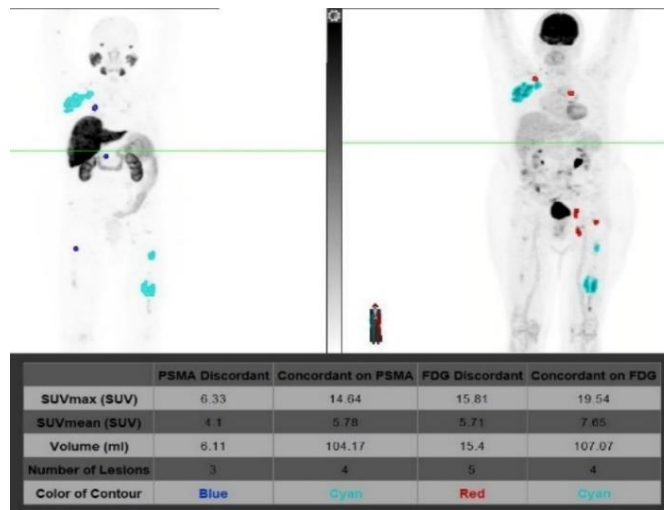 PSMA Discordant Concordant on PSMA FDG Discordant Concordant on FDG
SUVmax (SUV) 6.33 14.64 15.81 19.54
SUVmean (SUV) 4.1 5.78 5.71 7.65
Volume (ml) 6.11 104.17 15.4 107.07
Number of Lesions 3 4 5 4
Color of Contour Blue Cyan Red Cyan